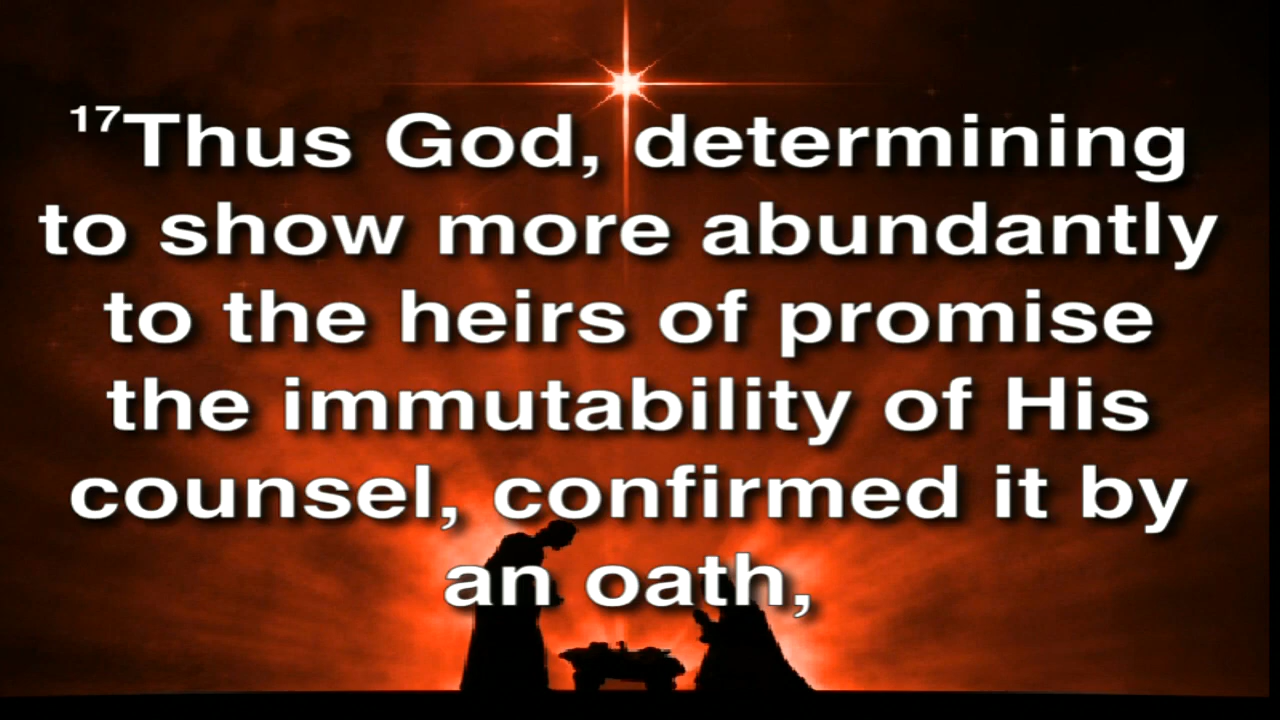 17Thus God, determining
to show more abundantly
to the heirs of promise
the immutability of His
counsel, confirmed it by
an oath,